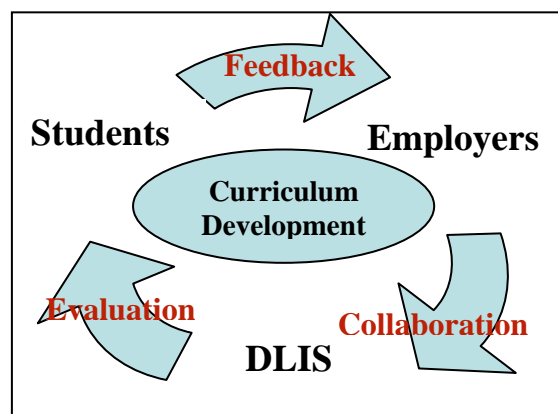 Feedback
Students
Employers
Curriculum
Development
Evaluation
Collaboration
DLIS